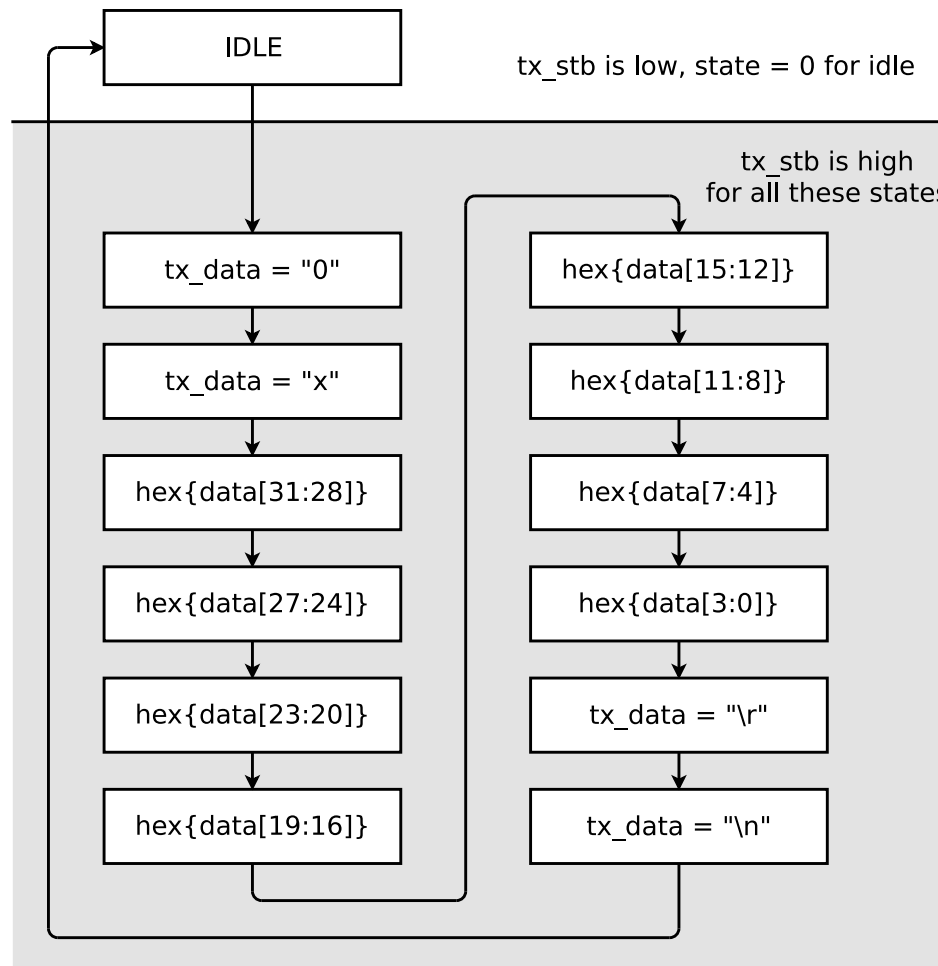 IDLE
tx_stb is low, state = 0 for idle
tx_stb is high
for all these states
tx_data = "0"
tx_data = "x"
hex{data[31:28]}
hex{data[27:24]}
hex{data[23:20]}
hex{data[19:16]}
hex{data[15:12]}
hex{data[11:8]}
hex{data[7:4]}
hex{data[3:0]}
tx_data = "\r"
tx_data = "\n"